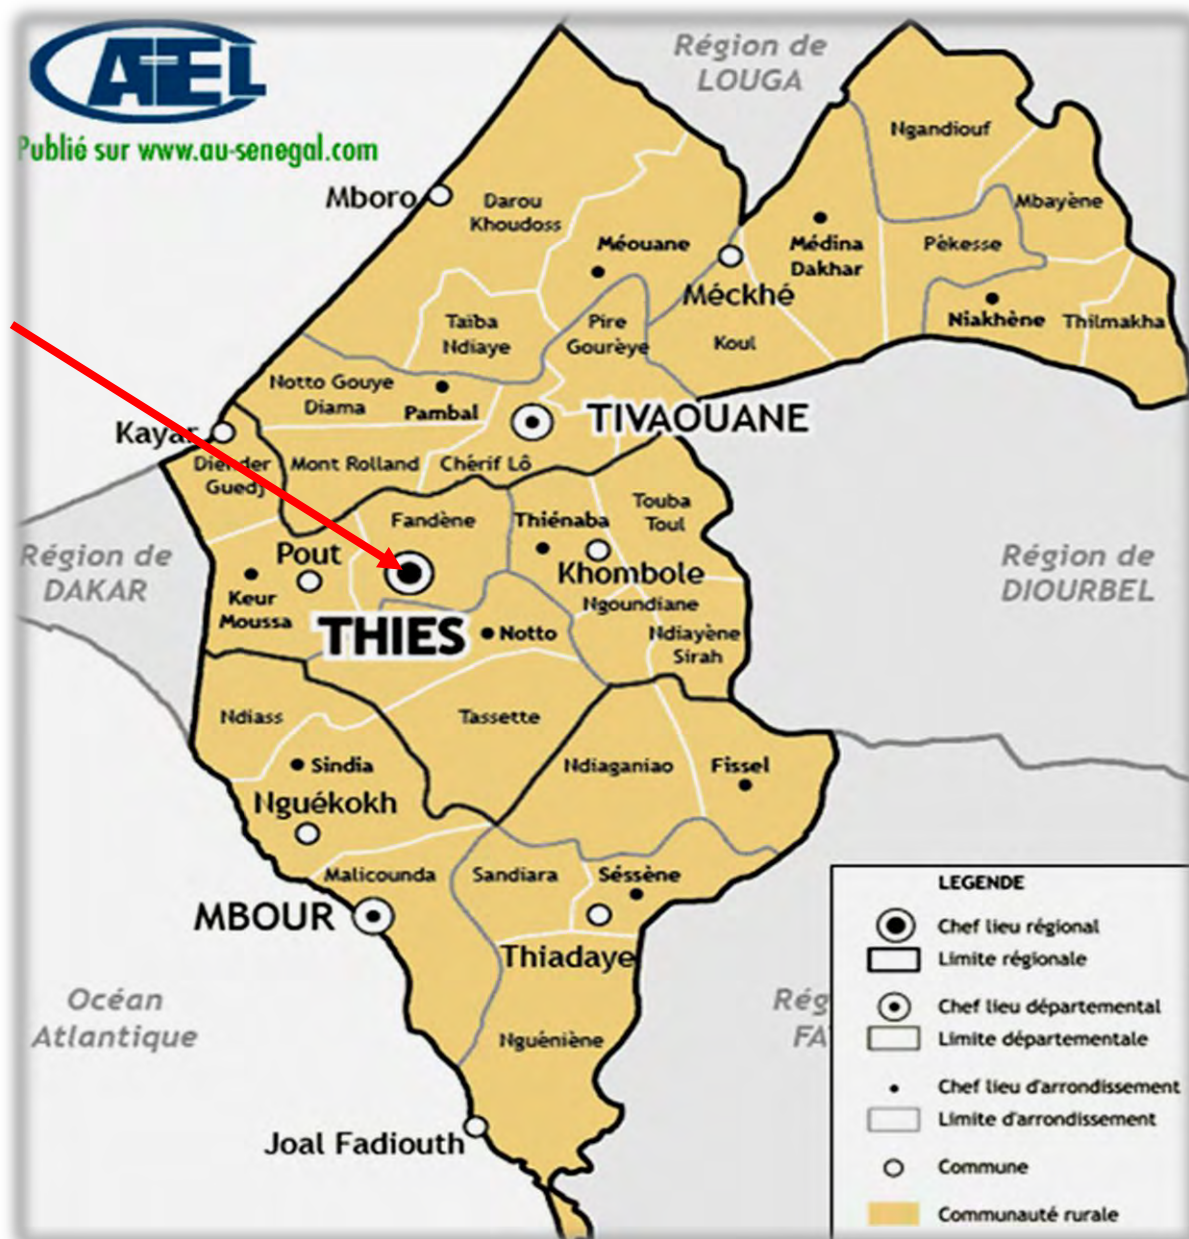 AEL
Publié sur www.au-senegal.com
Région de
LOUGA
Ngandiouf
Mboro
Darou
Khoudoss
Mbayène
Méouane
Médina
Dakhar
Pèkesse
Méckhé
Taïba
Ndiaye
Pire
Gourèye
Koul
Niakhène
Thilmakha
Notto Gouye
Diama
Pambal
TIVAOUANE
Kayar
Diender
Guedj
Mont Rolland
Chérif Lô
Fandène
Thiénaba
Touba
Toul
Région de
DAKAR
Pout
Khombole
Région de
DIOURBEL
Keur
Moussa
THIES
Notto
Ngoundiane
Ndiayène
Sirah
Ndiass
Tassette
Sindia
Ndiaganiao
Fissel
Nguékokh
Malicounda
Sandiara
Séssène
MBOUR
Thiadaye
Océan
Atlantique
Nguéniène
Rég
FA
Joal Fadiouth
LEGENDE
Chef lieu régional
Limite régionale
Chef lieu départemental
Limite départementale
Chef lieu d'arrondissement
Limite d'arrondissement
Commune
Communauté rurale